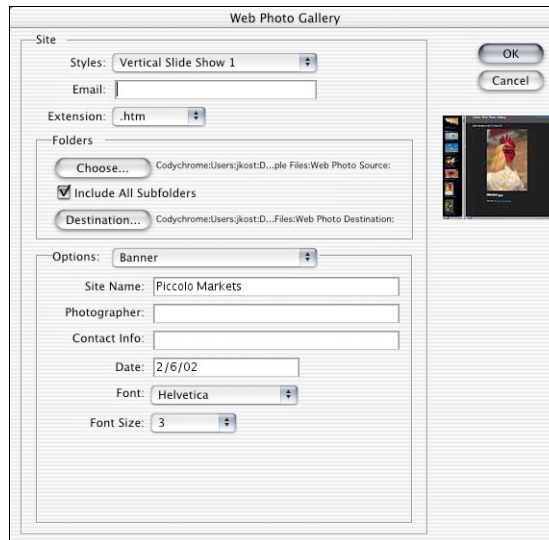 Web Photo Gallery
Site
Styles: Vertical Slide Show 1
Email:
Extension: .htm
Folders
Choose... Codychrome:Users:jkost:D...ple Files:Web Photo Source:
Include All Subfolders
Destination... Codychrome:Users:jkost:D...Files:Web Photo Destination:
Options: Banner
Site Name: Piccolo Markets
Photographer:
Contact Info:
Date: 2/6/02
Font: Helvetica
Font Size: 3
OK
Cancel